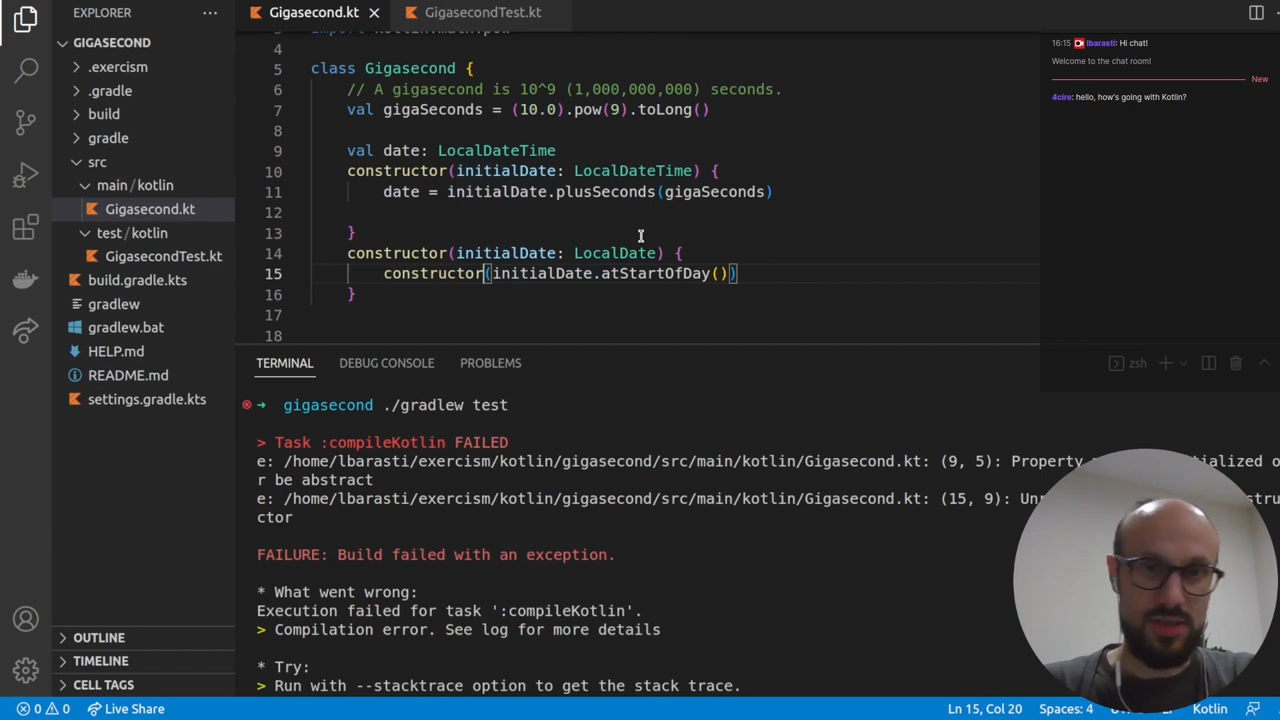 EXPLORER
GIGASECOND
.exercism
.gradle
build
gradle
src
main/kotlin
Gigasecond.kt
test/kotlin
GigasecondTest.kt
build.gradle.kts
gradlew
gradlew.bat
HELP.md
README.md
settings.gradle.kts
OUTLINE
TIMELINE
CELL TAGS
Gigasecond.kt
GigasecondTest.kt
4
5 class Gigasecond {
6 // A gigasecond is 10^9 (1,000,000,000) seconds.
7 val gigaSeconds = (10.0).pow(9).toLong()
8
9 val date: LocalDateTime
10 constructor(initialDate: LocalDateTime) {
11 date = initialDate.plusSeconds(gigaSeconds)
12
13 }
14 constructor(initialDate: LocalDate) {
15 constructor(initialDate.atStartOfDay())
16 }
17
18
16:15 lbarasti: Hi chat!
Welcome to the chat room!
New
4cire: hello, how's going with Kotlin?
TERMINAL DEBUG CONSOLE PROBLEMS
zsh
gigasecond ./gradlew test
> Task :compileKotlin FAILED
e: /home/lbarasti/exercism/kotlin/gigasecond/src/main/kotlin/Gigasecond.kt: (9, 5): Property
r be abstract
e: /home/lbarasti/exercism/kotlin/gigasecond/src/main/kotlin/Gigasecond.kt: (15, 9):
ctor
FAILURE: Build failed with an exception.
* What went wrong:
Execution failed for task ':compileKotlin'.
> Compilation error. See log for more details
* Try:
> Run with --stacktrace option to get the stack trace.
0 0 Live Share
Ln 15, Col 20 Spaces: 4
Kotlin